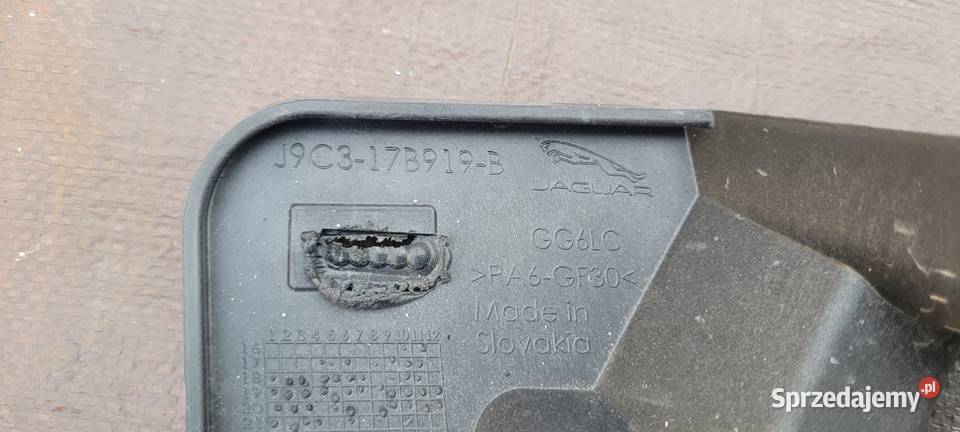 J9C3-17B919-B
JAGUAR
GG6LC
>PA6-GF30<
Made in
Slovakia
1 2 3 4 5 6 7 8 9 10 11 12
Sprzedajemy.pl